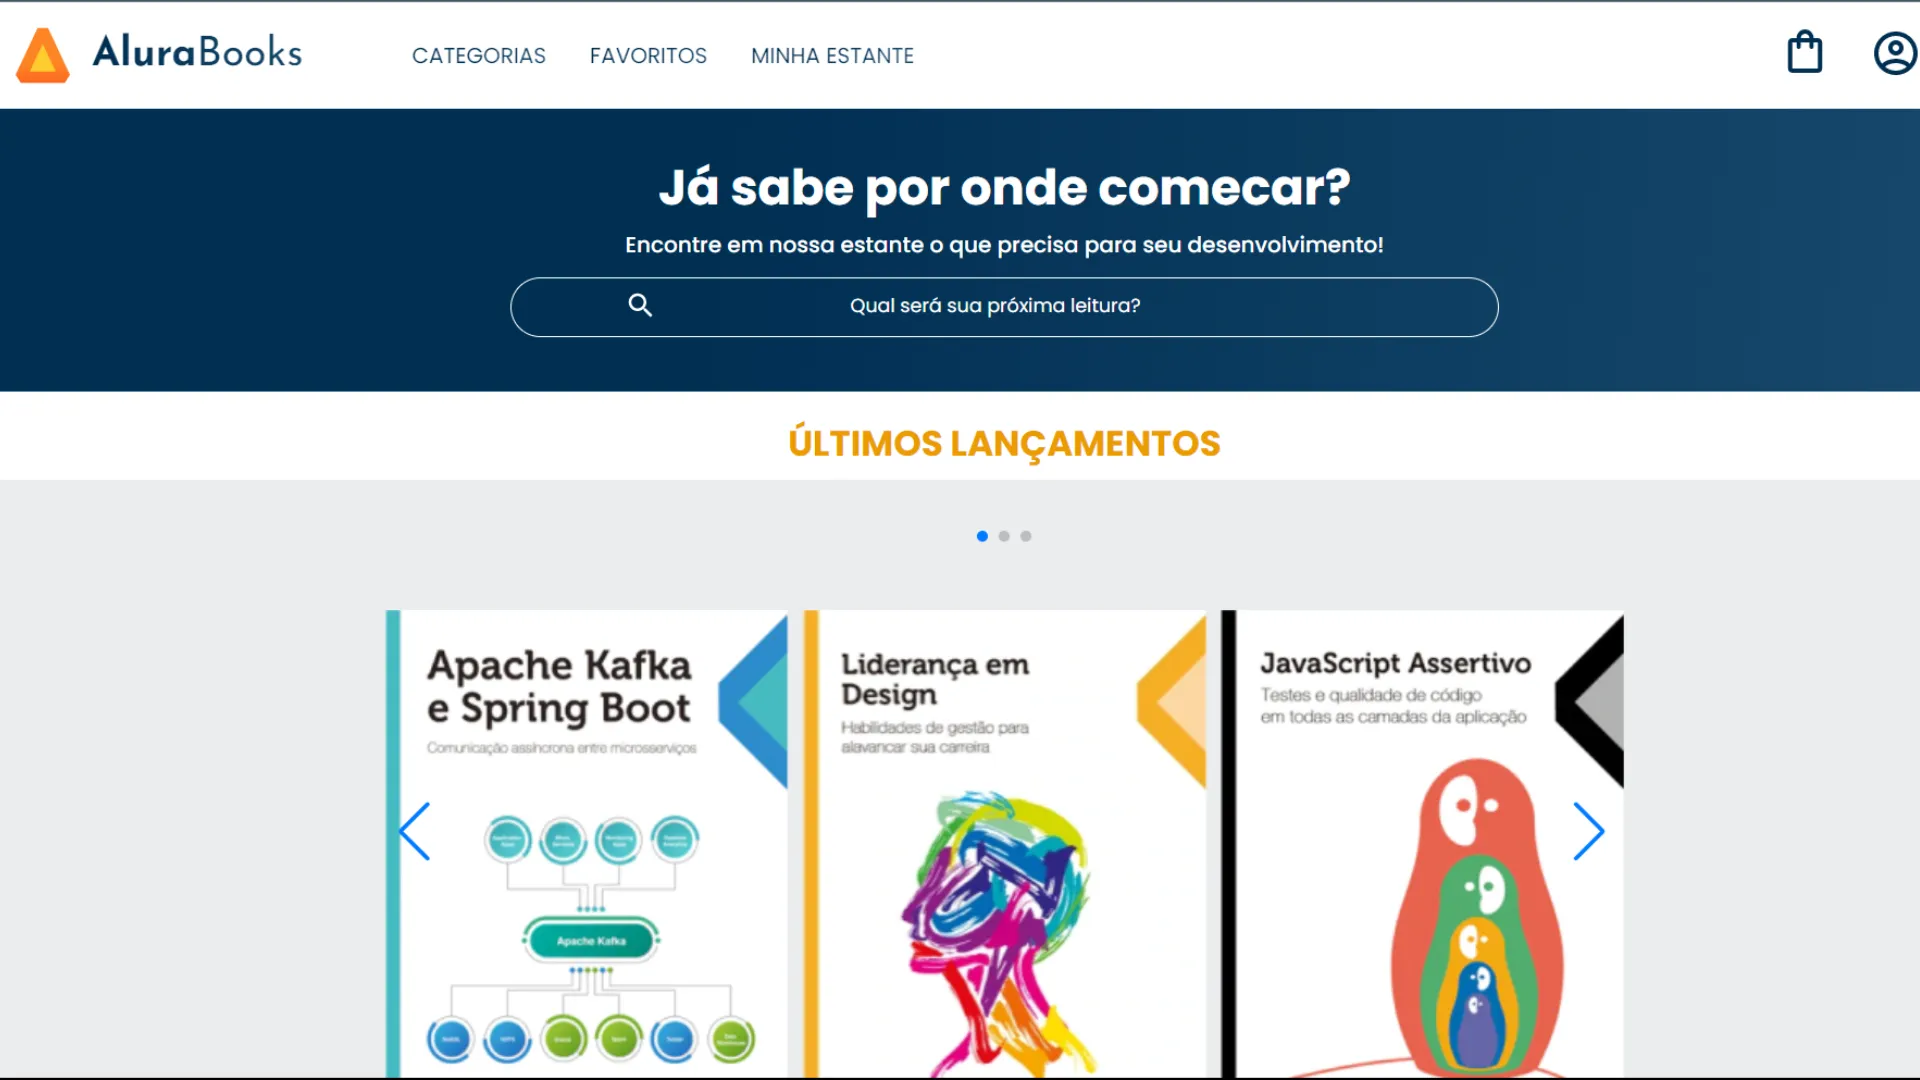 AluraBooks
CATEGORIAS
FAVORITOS
MINHA ESTANTE
Já sabe por onde comecar?
Encontre em nossa estante o que precisa para seu desenvolvimento!
Qual será sua próxima leitura?
ÚLTIMOS LANÇAMENTOS
Apache Kafka
e Spring Boot
Comunicação assíncrona entre microsserviços
Apache Kafka
Liderança em
Design
Habilidades de gestão para
alavancar sua carreira
JavaScript Assertivo
Testes e qualidade de código
em todas as camadas da aplicação